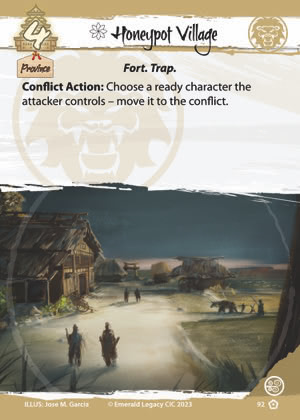 4
Honeypot Village
Province
Fort. Trap.
Conflict Action: Choose a ready character the
attacker controls – move it to the conflict.
ILLUS: Jose M. Garcia
© Emerald Legacy CIC 2023
92